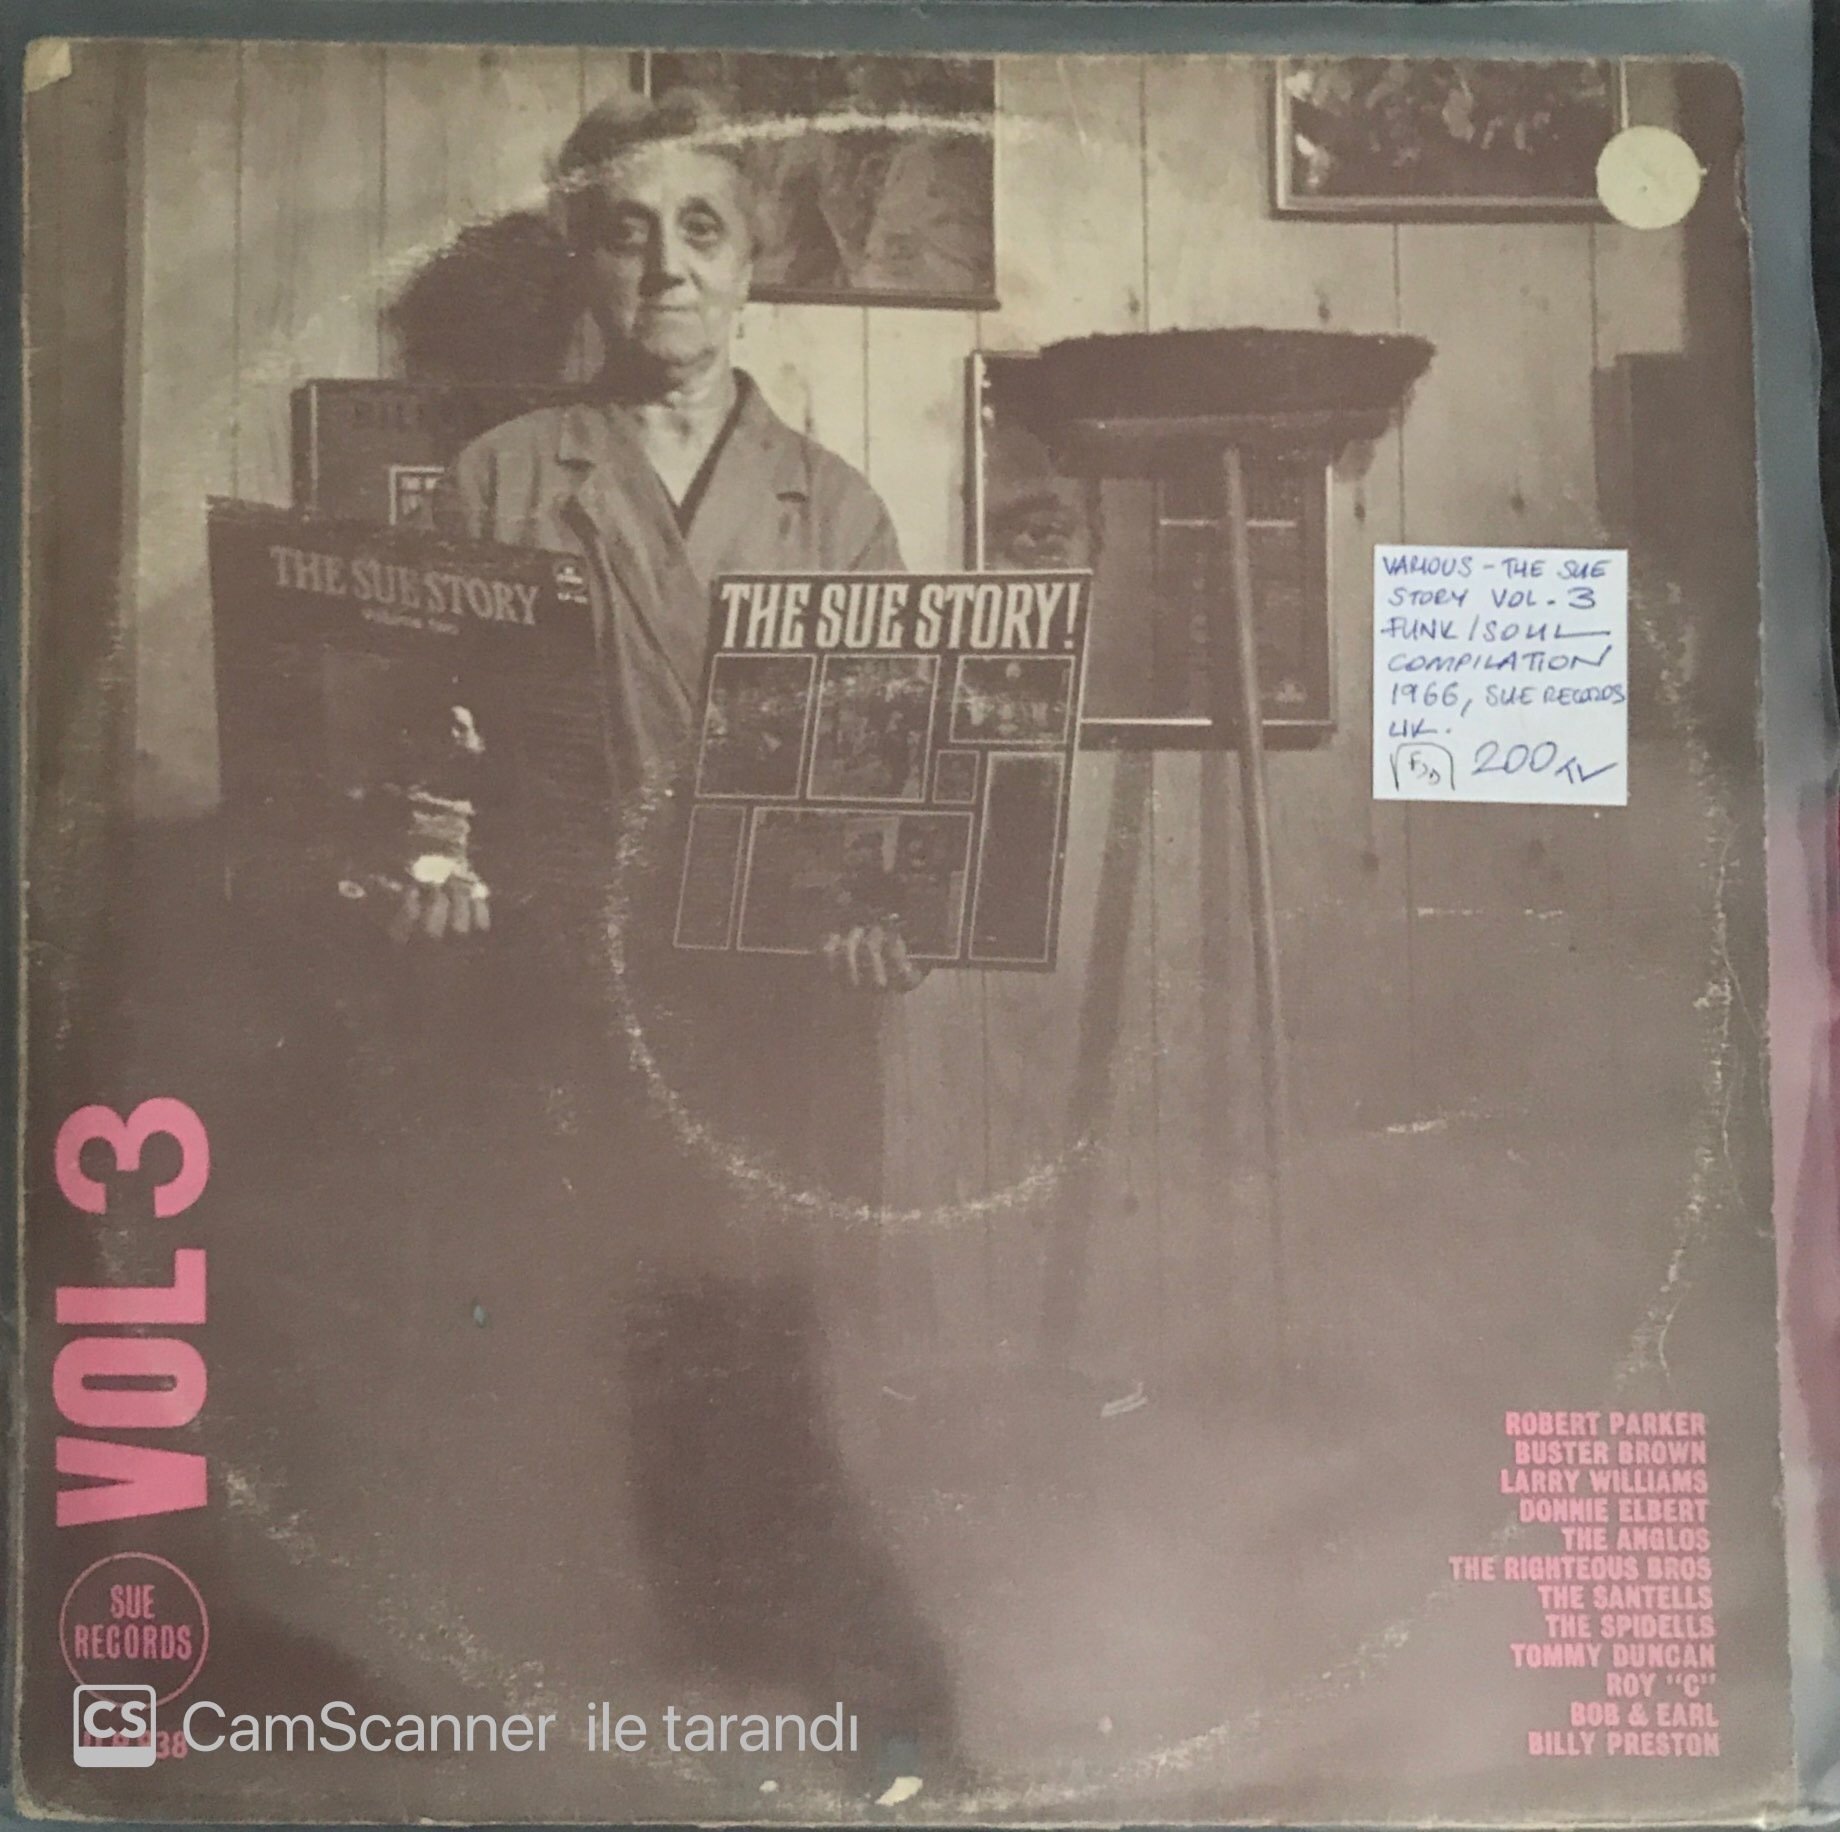 THE SUE STORY
THE SUE STORY!
VARIOUS - THE SUE
STORY VOL. 3
FUNK/SOUL
COMPILATION
1966, SUE RECORDS
UK.
200 TL
VOL 3
SUE
RECORDS
ROBERT PARKER
BUSTER BROWN
LARRY WILLIAMS
DONNIE ELBERT
THE ANGLOS
THE RIGHTEOUS BROS
THE SANTELLS
THE SPIDELLS
TOMMY DUNCAN
ROY "C"
BOB & EARL
BILLY PRESTON
CS CamScanner ile tarandı